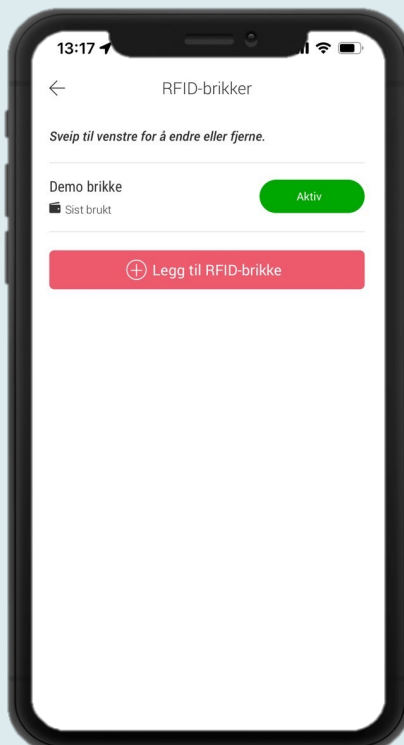 13:17
RFID-brikker
Sveip til venstre for å endre eller fjerne.
Demo brikke
Sist brukt
Aktiv
Legg til RFID-brikke